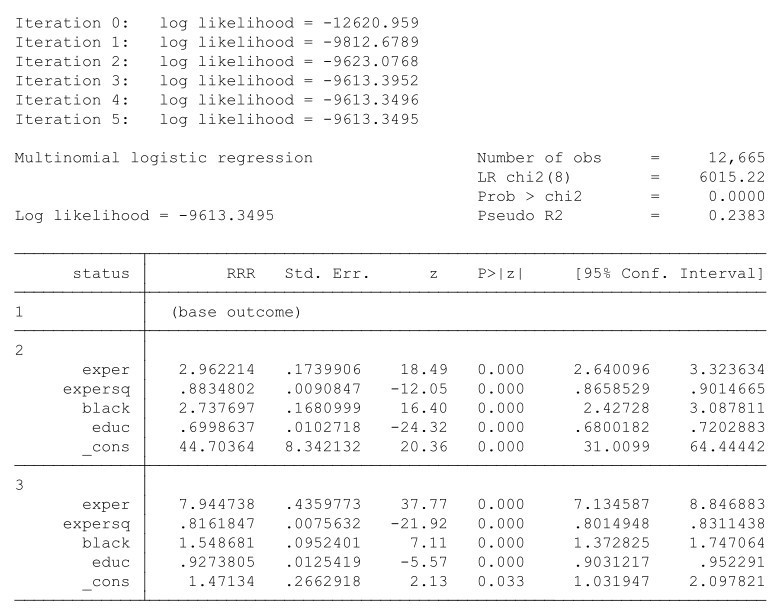 Iteration 0:   log likelihood = -12620.959
Iteration 1:   log likelihood = -9812.6789
Iteration 2:   log likelihood = -9623.0768
Iteration 3:   log likelihood = -9613.3952
Iteration 4:   log likelihood = -9613.3496
Iteration 5:   log likelihood = -9613.3495
Multinomial logistic regression                 Number of obs     =     12,665
                                                LR chi2(8)        =    6015.22
                                                Prob > chi2       =     0.0000
Log likelihood = -9613.3495                     Pseudo R2         =     0.2383
status         RRR   Std. Err.      z    P>|z|     [95% Conf. Interval]
1   (base outcome)
2
exper   2.962214   .1739906    18.49   0.000     2.640096    3.323634
expersq   .8834802   .0090847   -12.05   0.000     .8658529    .9014665
black   2.737697   .1680999    16.40   0.000      2.42728    3.087811
educ   .6998637   .0102718   -24.32   0.000     .6800182    .7202883
_cons   44.70364   8.342132    20.36   0.000      31.0099    64.44442
3
exper   7.944738   .4359773    37.77   0.000     7.134587    8.846883
expersq   .8161847   .0075632   -21.92   0.000     .8014948    .8311438
black   1.548681   .0952401     7.11   0.000     1.372825    1.747064
educ   .9273805   .0125419    -5.57   0.000     .9031217     .952291
_cons    1.47134   .2662918     2.13   0.033     1.031947    2.097821